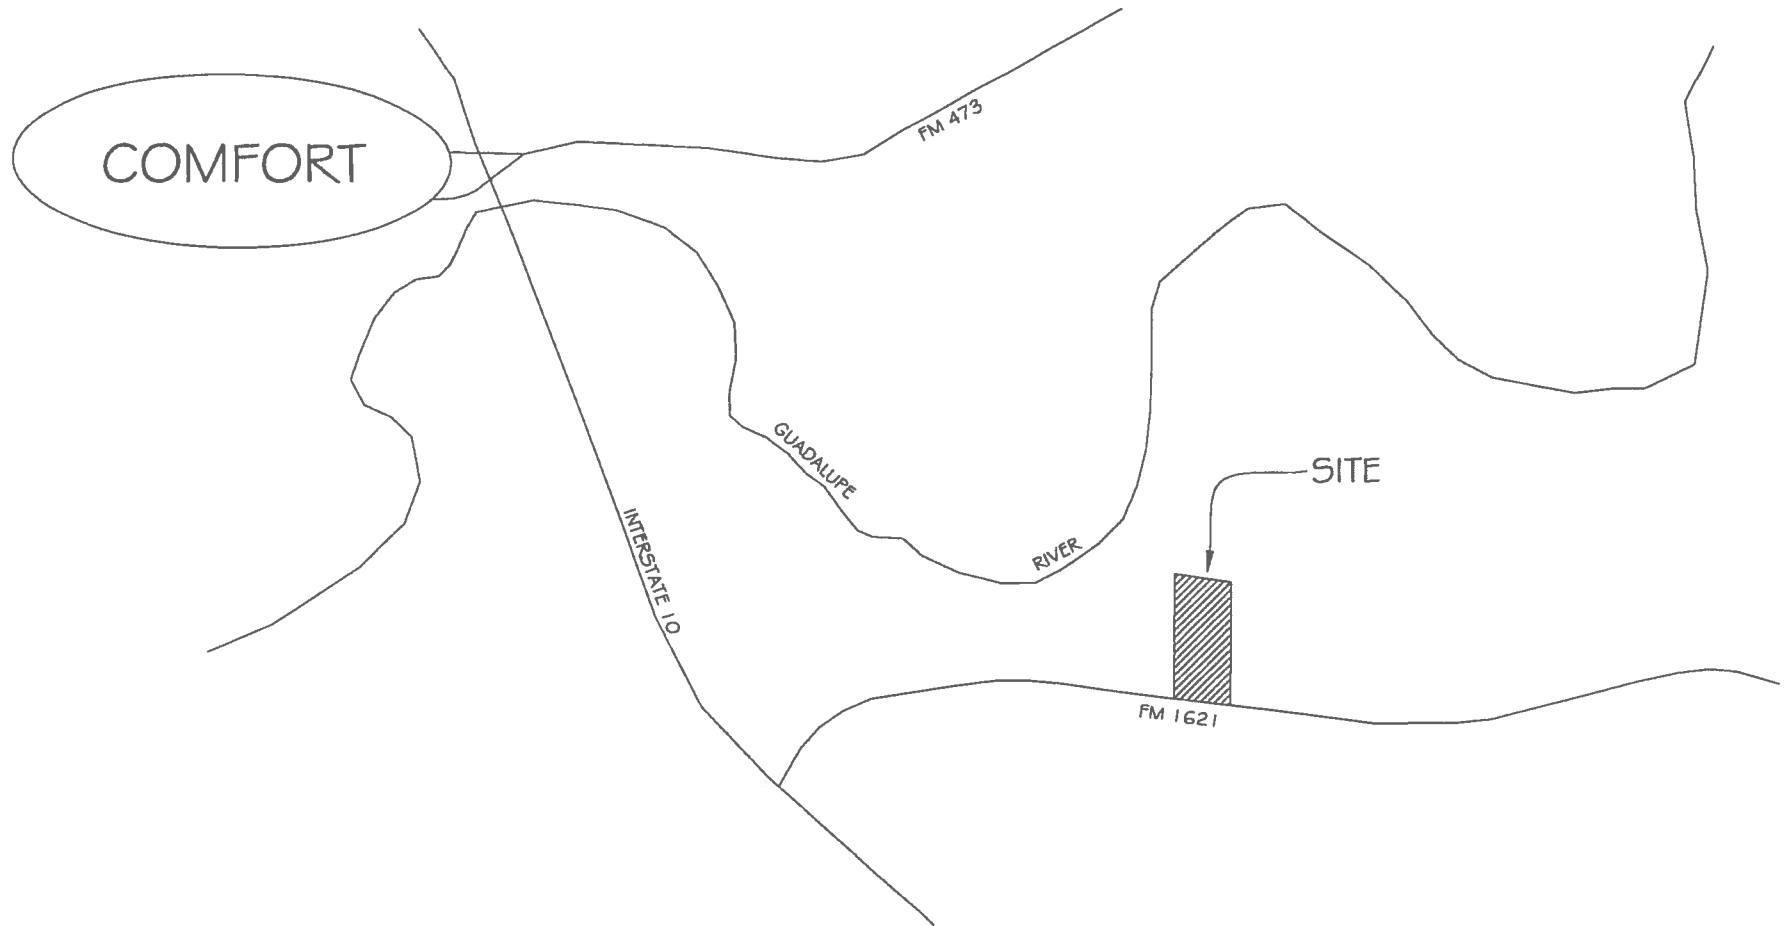 FM 473
COMFORT
GUADALUPE
SITE
INTERSTATE 10
RIVER
FM 1621